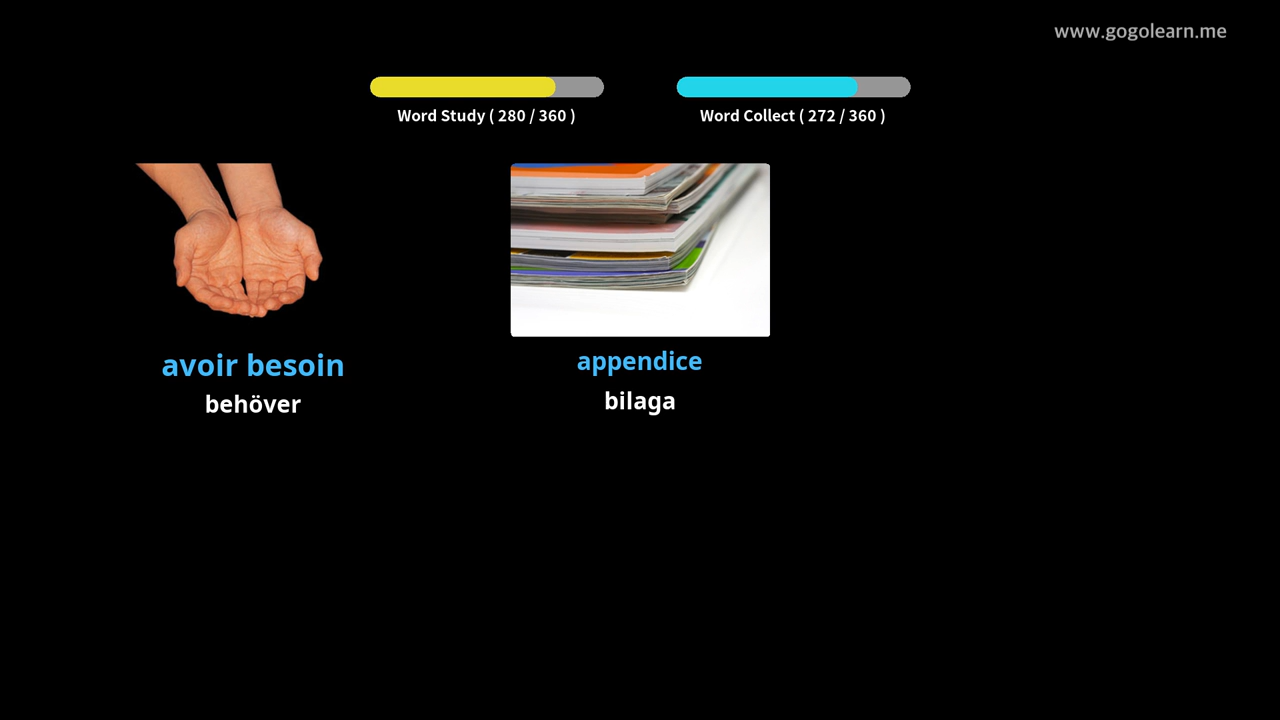 www.gogolearn.me
Word Study ( 280 / 360 )
Word Collect ( 272 / 360 )
avoir besoin
behöver
appendice
bilaga